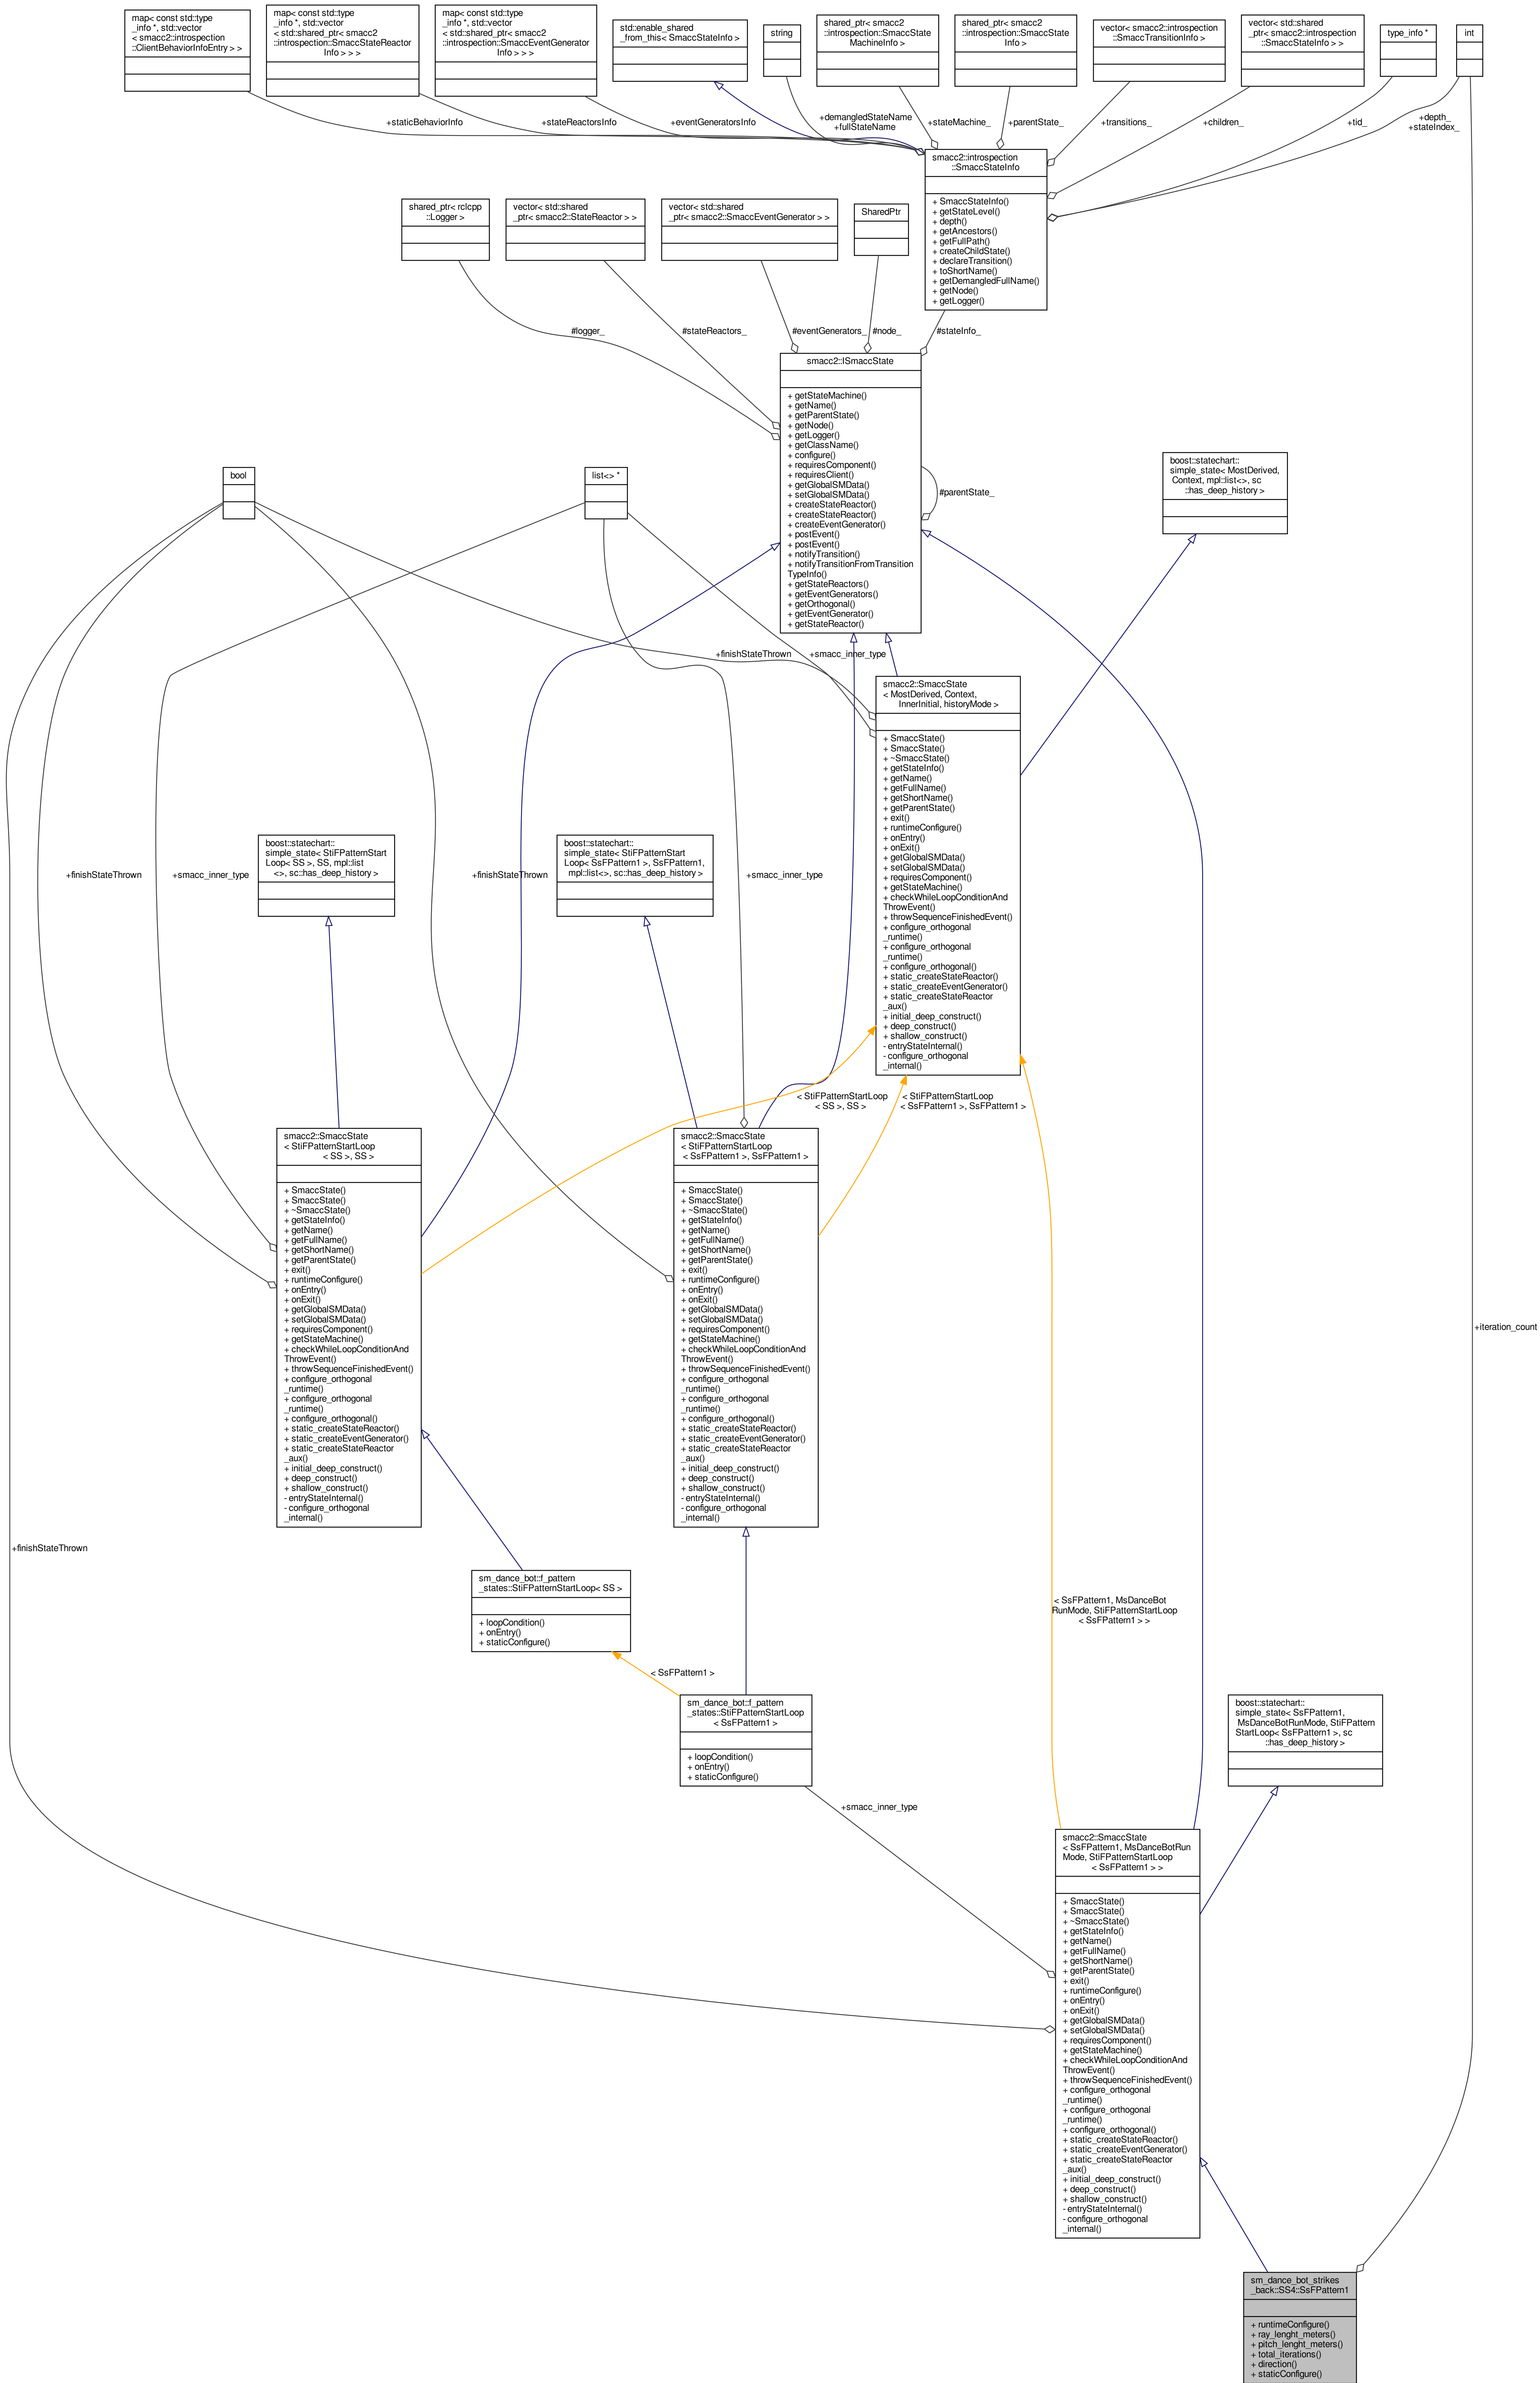 map< const std::type
_info *, std::vector
< smacc2::introspection
::ClientBehaviorInfoEntry > >
map< const std::type
_info *, std::vector
< std::shared_ptr< smacc2
::introspection::SmaccStateReactor
Info > > >
map< const std::type
_info *, std::vector
< std::shared_ptr< smacc2
::introspection::SmaccEventGenerator
Info > > >
std::enable_shared
_from_this< SmaccStateInfo >
string
shared_ptr< smacc2
::introspection::SmaccState
MachineInfo >
shared_ptr< smacc2
::introspection::SmaccState
Info >
vector< smacc2::introspection
::SmaccTransitionInfo >
vector< std::shared
_ptr< smacc2::introspection
::SmaccStateInfo > >
type_info *
int
+staticBehaviorInfo
+stateReactorsInfo
+eventGeneratorsInfo
+demangledStateName
+fullStateName
+stateMachine_
+parentState_
+transitions_
+children_
+tid_
+depth_
+stateIndex_
smacc2::introspection
::SmaccStateInfo
+ SmaccStateInfo()
+ getStateLevel()
+ depth()
+ getAncestors()
+ getFullPath()
+ createChildState()
+ declareTransition()
+ toShortName()
+ getDemangledFullName()
+ getNode()
+ getLogger()
shared_ptr< rclcpp
::Logger >
vector< std::shared
_ptr< smacc2::StateReactor > >
vector< std::shared
_ptr< smacc2::SmaccEventGenerator > >
SharedPtr
#logger_
#stateReactors_
#eventGenerators_
#node_
#stateInfo_
smacc2::ISmaccState
+ getStateMachine()
+ getName()
+ getParentState()
+ getNode()
+ getLogger()
+ getClassName()
+ configure()
+ requiresComponent()
+ requiresClient()
+ getGlobalSMData()
+ setGlobalSMData()
+ createStateReactor()
+ createStateReactor()
+ createEventGenerator()
+ postEvent()
+ postEvent()
+ notifyTransition()
+ notifyTransitionFromTransition
TypeInfo()
+ getStateReactors()
+ getEventGenerators()
+ getOrthogonal()
+ getEventGenerator()
+ getStateReactor()
#parentState_
bool
list<> *
boost::statechart::
simple_state< MostDerived,
Context, mpl::list<>, sc
::has_deep_history >
+finishStateThrown
+smacc_inner_type
smacc2::SmaccState
< MostDerived, Context,
InnerInitial, historyMode >
+ SmaccState()
+ SmaccState()
+ ~SmaccState()
+ getStateInfo()
+ getName()
+ getFullName()
+ getShortName()
+ getParentState()
+ exit()
+ runtimeConfigure()
+ onEntry()
+ onExit()
+ getGlobalSMData()
+ setGlobalSMData()
+ requiresComponent()
+ getStateMachine()
+ checkWhileLoopConditionAnd
ThrowEvent()
+ throwSequenceFinishedEvent()
+ configure_orthogonal
_runtime()
+ configure_orthogonal
_runtime()
+ configure_orthogonal()
+ static_createStateReactor()
+ static_createEventGenerator()
+ static_createStateReactor
_aux()
+ initial_deep_construct()
+ deep_construct()
+ shallow_construct()
- entryStateInternal()
- configure_orthogonal
_internal()
boost::statechart::
simple_state< StiFPatternStart
Loop< SS >, SS, mpl::list
<>, sc::has_deep_history >
boost::statechart::
simple_state< StiFPatternStart
Loop< SsFPattern1 >, SsFPattern1,
mpl::list<>, sc::has_deep_history >
+finishStateThrown
+smacc_inner_type
+finishStateThrown
+smacc_inner_type
< StiFPatternStartLoop
< SS >, SS >
< StiFPatternStartLoop
< SsFPattern1 >, SsFPattern1 >
smacc2::SmaccState
< StiFPatternStartLoop
< SS >, SS >
+ SmaccState()
+ SmaccState()
+ ~SmaccState()
+ getStateInfo()
+ getName()
+ getFullName()
+ getShortName()
+ getParentState()
+ exit()
+ runtimeConfigure()
+ onEntry()
+ onExit()
+ getGlobalSMData()
+ setGlobalSMData()
+ requiresComponent()
+ getStateMachine()
+ checkWhileLoopConditionAnd
ThrowEvent()
+ throwSequenceFinishedEvent()
+ configure_orthogonal
_runtime()
+ configure_orthogonal
_runtime()
+ configure_orthogonal()
+ static_createStateReactor()
+ static_createEventGenerator()
+ static_createStateReactor
_aux()
+ initial_deep_construct()
+ deep_construct()
+ shallow_construct()
- entryStateInternal()
- configure_orthogonal
_internal()
smacc2::SmaccState
< StiFPatternStartLoop
< SsFPattern1 >, SsFPattern1 >
+ SmaccState()
+ SmaccState()
+ ~SmaccState()
+ getStateInfo()
+ getName()
+ getFullName()
+ getShortName()
+ getParentState()
+ exit()
+ runtimeConfigure()
+ onEntry()
+ onExit()
+ getGlobalSMData()
+ setGlobalSMData()
+ requiresComponent()
+ getStateMachine()
+ checkWhileLoopConditionAnd
ThrowEvent()
+ throwSequenceFinishedEvent()
+ configure_orthogonal
_runtime()
+ configure_orthogonal
_runtime()
+ configure_orthogonal()
+ static_createStateReactor()
+ static_createEventGenerator()
+ static_createStateReactor
_aux()
+ initial_deep_construct()
+ deep_construct()
+ shallow_construct()
- entryStateInternal()
- configure_orthogonal
_internal()
+iteration_count
+finishStateThrown
sm_dance_bot::f_pattern
_states::StiFPatternStartLoop< SS >
+ loopCondition()
+ onEntry()
+ staticConfigure()
< SsFPattern1, MsDanceBot
RunMode, StiFPatternStartLoop
< SsFPattern1 > >
< SsFPattern1 >
sm_dance_bot::f_pattern
_states::StiFPatternStartLoop
< SsFPattern1 >
+ loopCondition()
+ onEntry()
+ staticConfigure()
boost::statechart::
simple_state< SsFPattern1,
MsDanceBotRunMode, StiFPattern
StartLoop< SsFPattern1 >, sc
::has_deep_history >
+smacc_inner_type
smacc2::SmaccState
< SsFPattern1, MsDanceBotRun
Mode, StiFPatternStartLoop
< SsFPattern1 > >
+ SmaccState()
+ SmaccState()
+ ~SmaccState()
+ getStateInfo()
+ getName()
+ getFullName()
+ getShortName()
+ getParentState()
+ exit()
+ runtimeConfigure()
+ onEntry()
+ onExit()
+ getGlobalSMData()
+ setGlobalSMData()
+ requiresComponent()
+ getStateMachine()
+ checkWhileLoopConditionAnd
ThrowEvent()
+ throwSequenceFinishedEvent()
+ configure_orthogonal
_runtime()
+ configure_orthogonal
_runtime()
+ configure_orthogonal()
+ static_createStateReactor()
+ static_createEventGenerator()
+ static_createStateReactor
_aux()
+ initial_deep_construct()
+ deep_construct()
+ shallow_construct()
- entryStateInternal()
- configure_orthogonal
_internal()
sm_dance_bot_strikes
_back::SS4::SsFPattern1
+ runtimeConfigure()
+ ray_lenght_meters()
+ pitch_lenght_meters()
+ total_iterations()
+ direction()
+ staticConfigure()